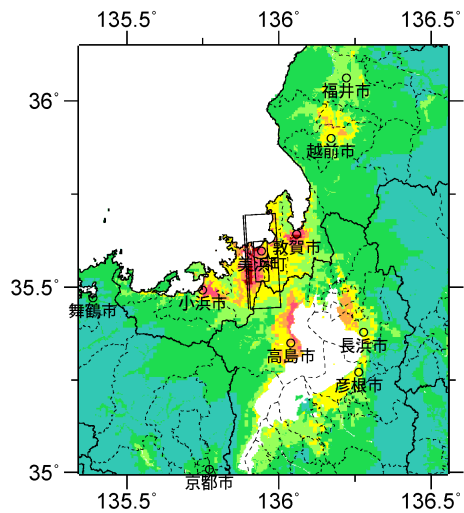 135.5° 136° 136.5°
福井市
36°
越前市
敦賀市
美浜町
35.5°
小浜市
舞鶴市
長浜市
高島市
彦根市
35°
京都市
135.5° 136° 136.5°